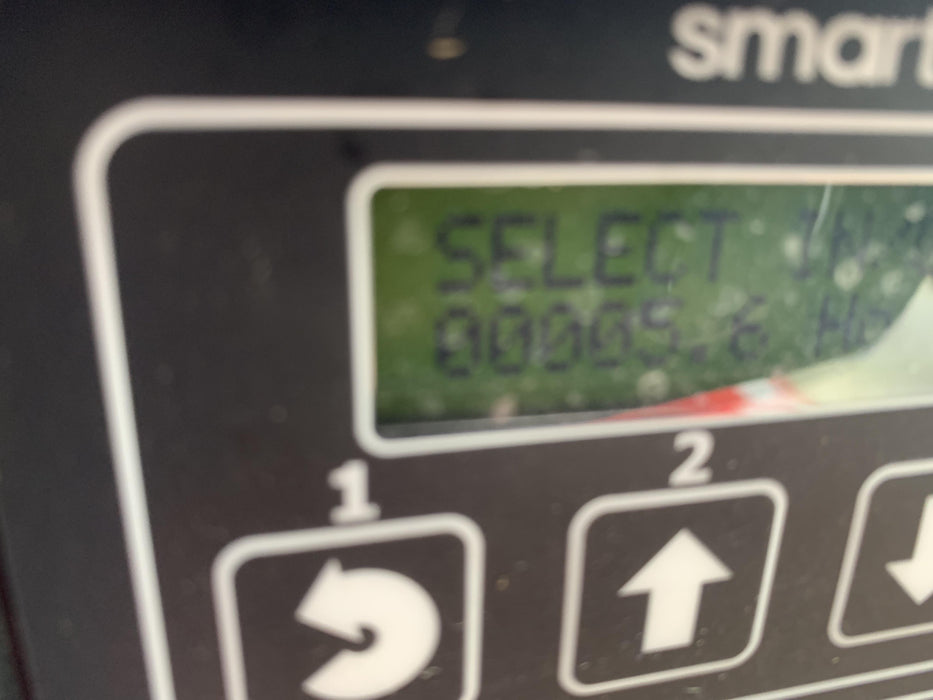 smart
SELECT
00005.6
1
2